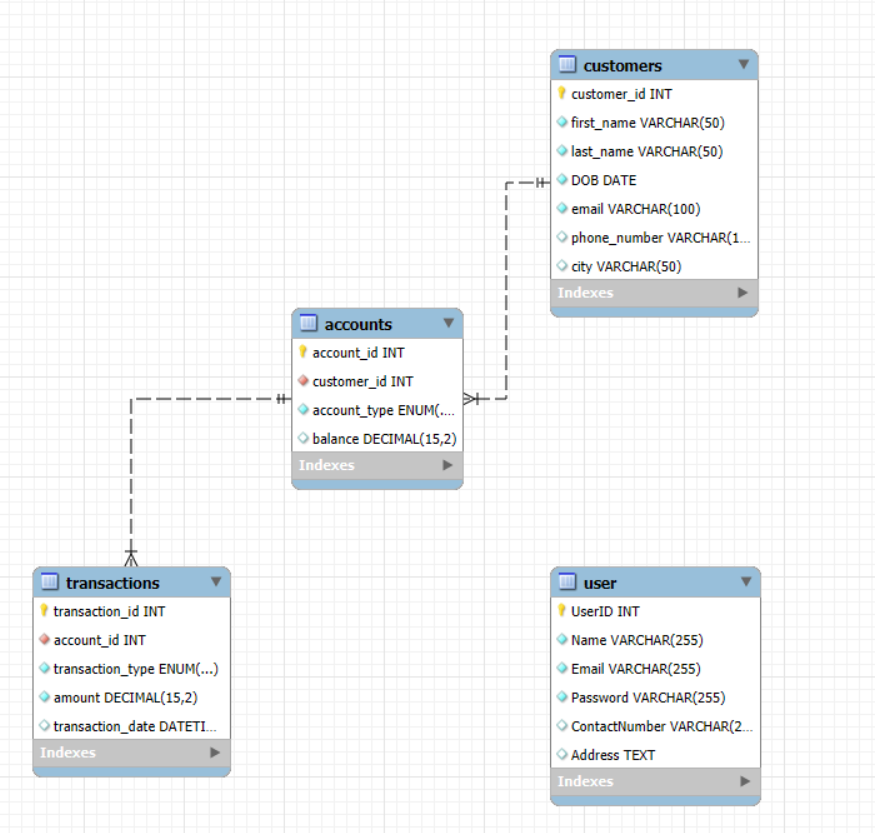 customers
customer_id INT
first_name VARCHAR(50)
last_name VARCHAR(50)
DOB DATE
email VARCHAR(100)
phone_number VARCHAR(1...
city VARCHAR(50)
Indexes
accounts
account_id INT
customer_id INT
account_type ENUM(....
balance DECIMAL(15,2)
Indexes
transactions
transaction_id INT
account_id INT
transaction_type ENUM(...)
amount DECIMAL(15,2)
transaction_date DATETI...
Indexes
user
UserID INT
Name VARCHAR(255)
Email VARCHAR(255)
Password VARCHAR(255)
ContactNumber VARCHAR(2...
Address TEXT
Indexes